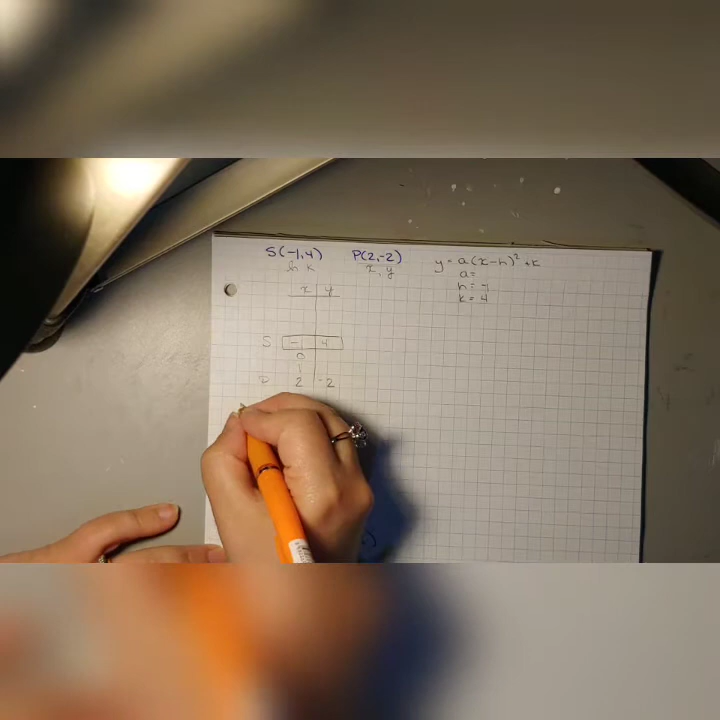 S(-1,4) P(2,-2) y = a(x-h)² + k
h k x, y a =
x y h = -1
k = 4
S -1 4
0
1
P 2 -2